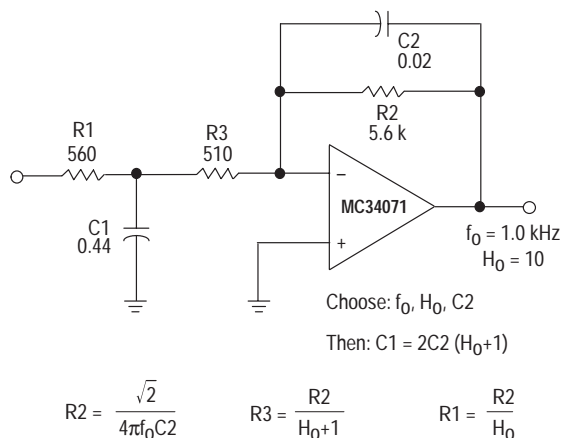 C2
0.02
R2
5.6 k
R1
560
R3
510
C1
0.44
–
+
MC34071
f0 = 1.0 kHz
H0 = 10
Choose: f0, H0, C2
Then: C1 = 2C2 (H0+1)
R2 = √2 / 4πf0C2
R3 = R2 / H0+1
R1 = R2 / H0